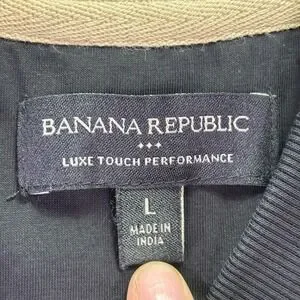 BANANA REPUBLIC
LUXE TOUCH PERFORMANCE
L
MADE IN
INDIA